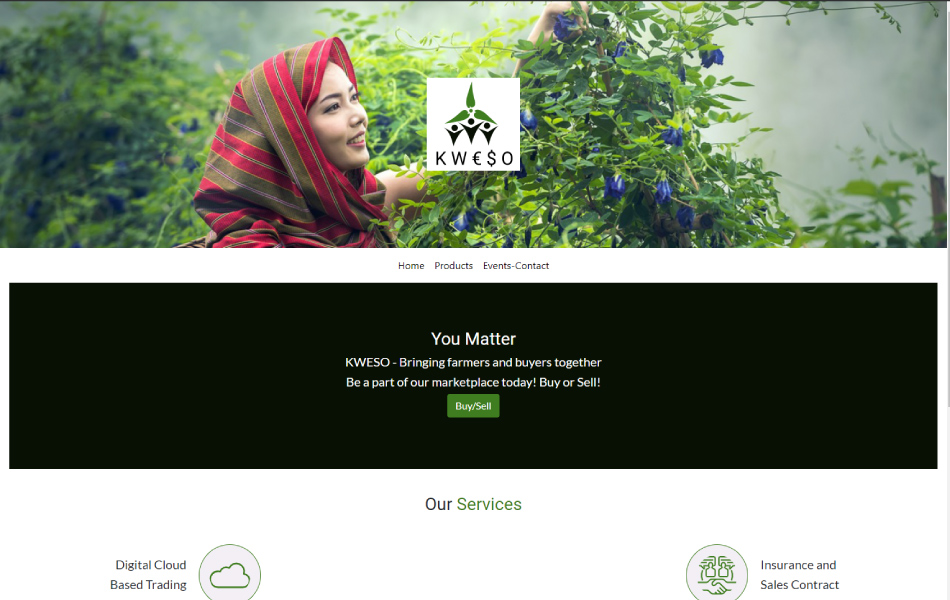 KW€$O
Home Products Events-Contact
You Matter
KWESO - Bringing farmers and buyers together
Be a part of our marketplace today! Buy or Sell!
Buy/Sell
Our Services
Digital Cloud
Based Trading
Insurance and
Sales Contract